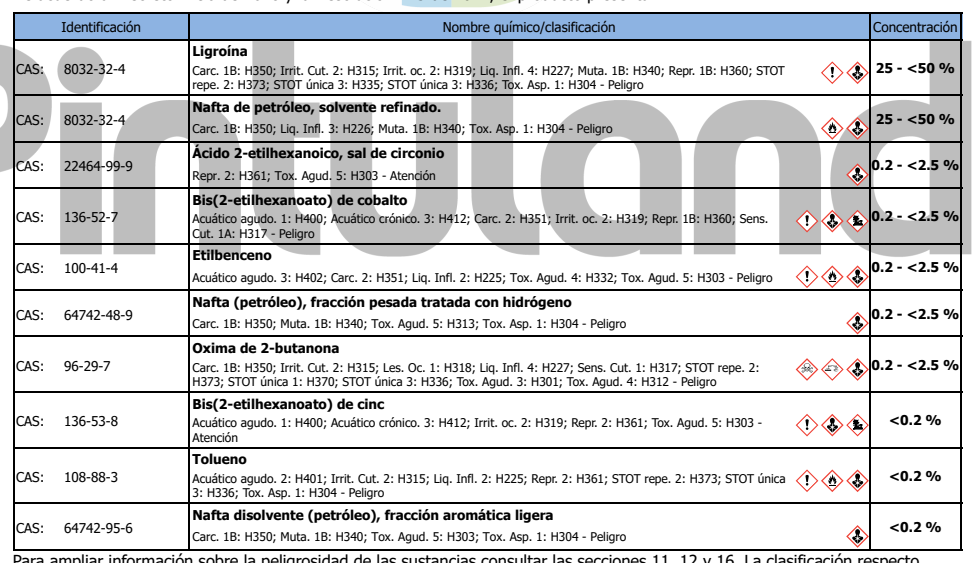 Identificación Nombre químico/clasificación Concentración
Ligroína
CAS: 8032-32-4 Carc. 1B: H350; Irrit. Cut. 2: H315; Irrit. oc. 2: H319; Liq. Infl. 4: H227; Muta. 1B: H340; Repr. 1B: H360; STOT 25 - <50 %
repe. 2: H373; STOT única 3: H335; STOT única 3: H336; Tox. Asp. 1: H304 - Peligro
Nafta de petróleo, solvente refinado.
CAS: 8032-32-4 25 - <50 %
Carc. 1B: H350; Liq. Infl. 3: H226; Muta. 1B: H340; Tox. Asp. 1: H304 - Peligro
Ácido 2-etilhexanoico, sal de circonio
CAS: 22464-99-9 0.2 - <2.5 %
Repr. 2: H361; Tox. Agud. 5: H303 - Atención
Bis(2-etilhexanoato) de cobalto
CAS: 136-52-7 Acuático agudo. 1: H400; Acuático crónico. 3: H412; Carc. 2: H351; Irrit. oc. 2: H319; Repr. 1B: H360; Sens. 0.2 - <2.5 %
Cut. 1A: H317 - Peligro
Etilbenceno
CAS: 100-41-4 0.2 - <2.5 %
Acuático agudo. 3: H402; Carc. 2: H351; Liq. Infl. 2: H225; Tox. Agud. 4: H332; Tox. Agud. 5: H303 - Peligro
Nafta (petróleo), fracción pesada tratada con hidrógeno
CAS: 64742-48-9 0.2 - <2.5 %
Carc. 1B: H350; Muta. 1B: H340; Tox. Agud. 5: H313; Tox. Asp. 1: H304 - Peligro
Oxima de 2-butanona
CAS: 96-29-7 Carc. 1B: H350; Irrit. Cut. 2: H315; Les. Oc. 1: H318; Liq. Infl. 4: H227; Sens. Cut. 1: H317; STOT repe. 2: 0.2 - <2.5 %
H373; STOT única 1: H370; STOT única 3: H336; Tox. Agud. 3: H301; Tox. Agud. 4: H312 - Peligro
Bis(2-etilhexanoato) de cinc
CAS: 136-53-8 Acuático agudo. 1: H400; Acuático crónico. 3: H412; Irrit. oc. 2: H319; Repr. 2: H361; Tox. Agud. 5: H303 - <0.2 %
Atención
Tolueno
CAS: 108-88-3 Acuático agudo. 2: H401; Irrit. Cut. 2: H315; Liq. Infl. 2: H225; Repr. 2: H361; STOT repe. 2: H373; STOT única <0.2 %
3: H336; Tox. Asp. 1: H304 - Peligro
Nafta disolvente (petróleo), fracción aromática ligera
CAS: 64742-95-6 <0.2 %
Carc. 1B: H350; Muta. 1B: H340; Tox. Agud. 5: H303; Tox. Asp. 1: H304 - Peligro
Para ampliar información sobre la peligrosidad de las sustancias consultar las secciones 11, 12 y 16. La clasificación respecto
Pintuland